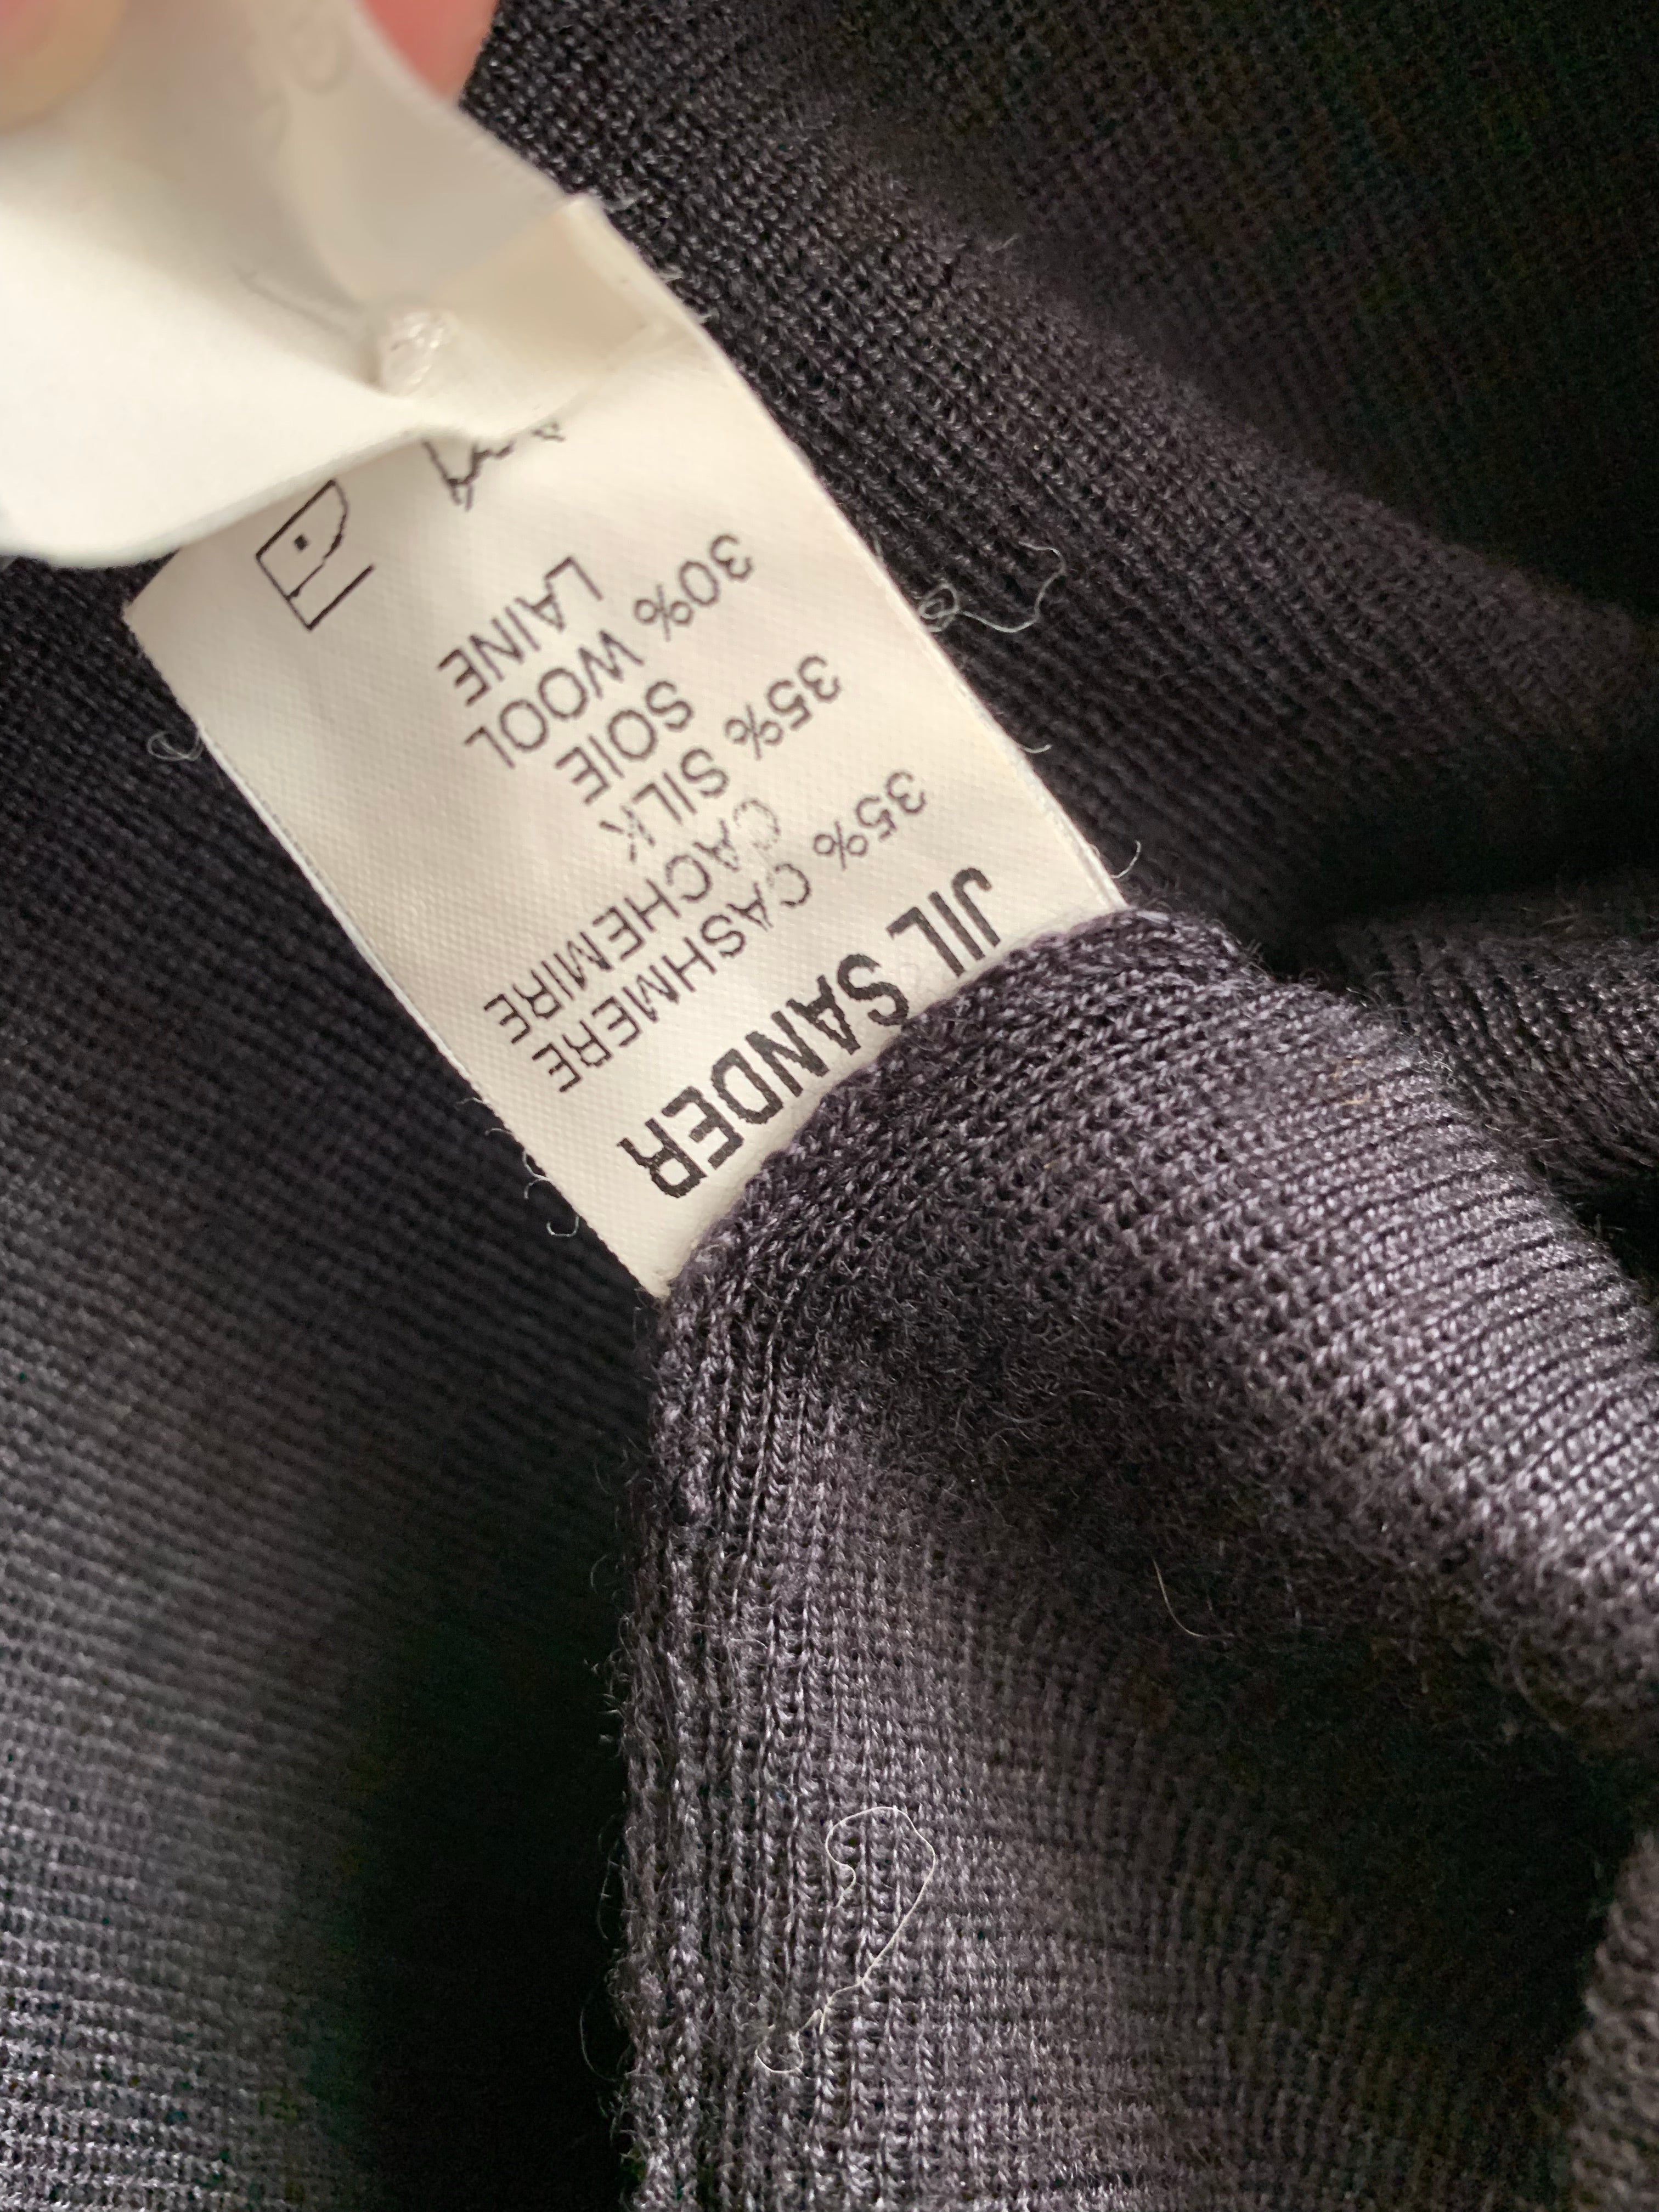 JIL SANDER
35% CASHMERE
CACHEMIRE
35% SILK
SOIE
30% WOOL
LAINE